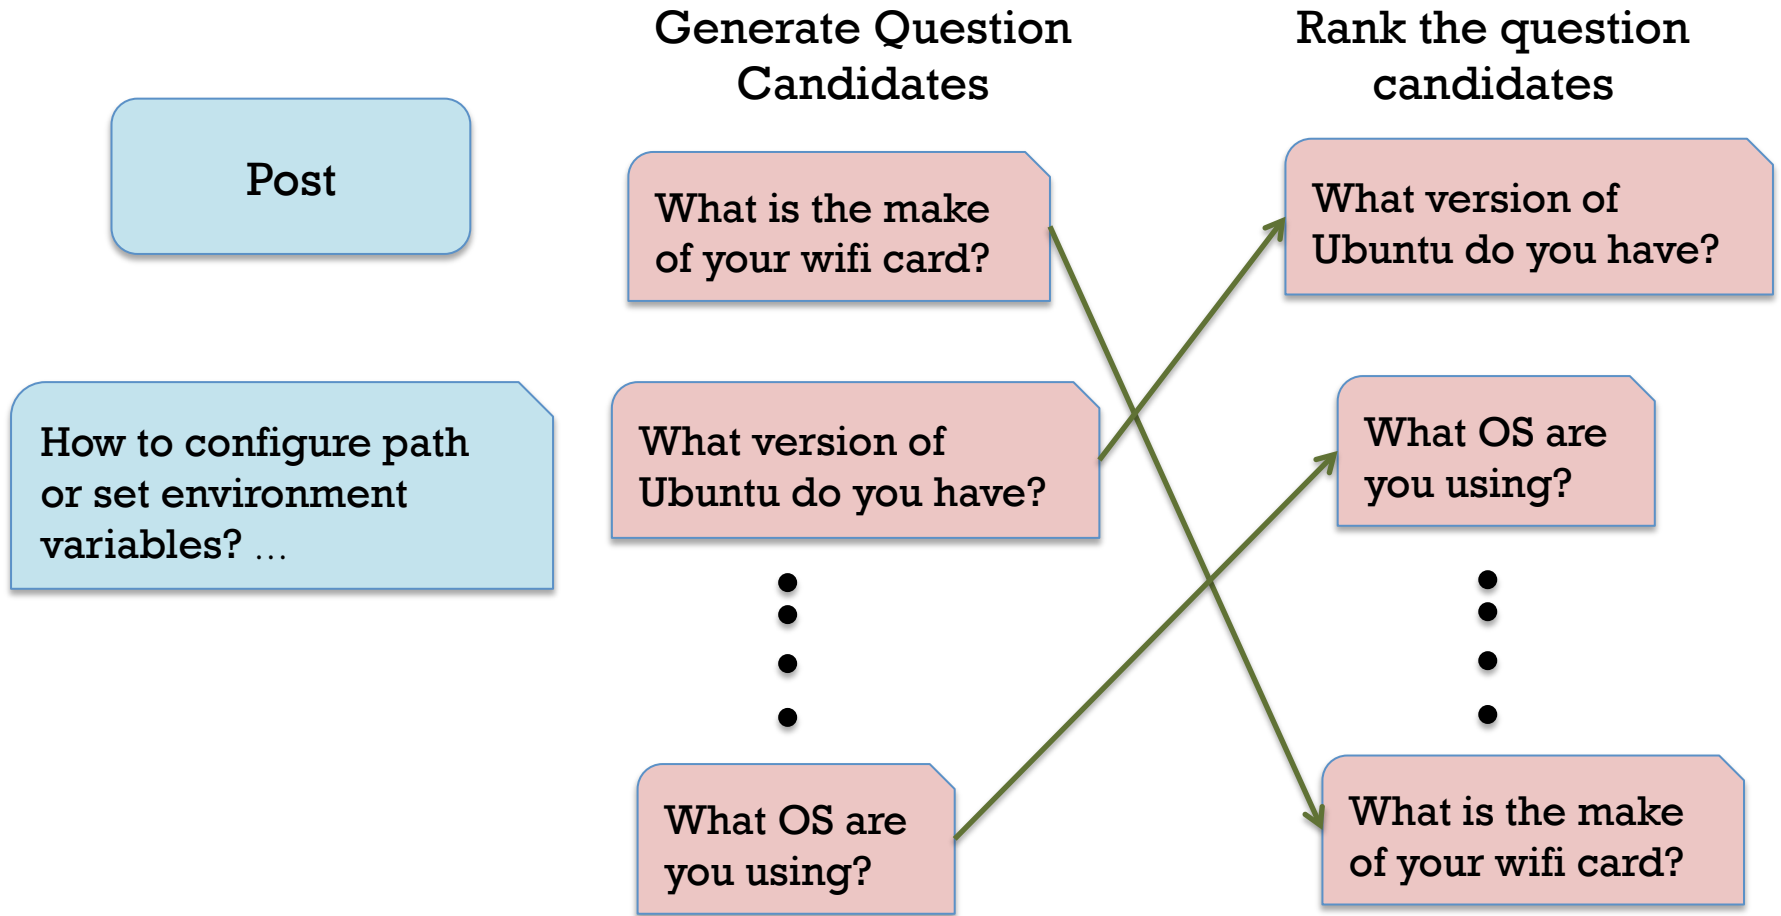 Post
How to configure path
or set environment
variables? ...
Generate Question
Candidates
What is the make
of your wifi card?
What version of
Ubuntu do you have?
What OS are
you using?
Rank the question
candidates
What version of
Ubuntu do you have?
What OS are
you using?
What is the make
of your wifi card?